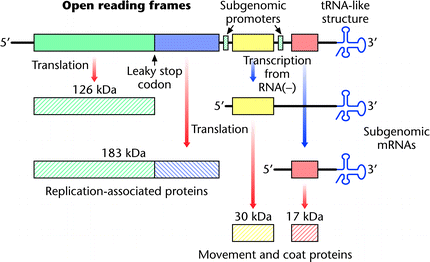 Open reading frames
Subgenomic
promoters
tRNA-like
structure
5′
3′
Translation
Leaky stop
codon
Transcription
from
RNA(−)
126 kDa
5′
3′
Translation
Subgenomic
mRNAs
183 kDa
5′
3′
Replication-associated proteins
30 kDa
17 kDa
Movement and coat proteins